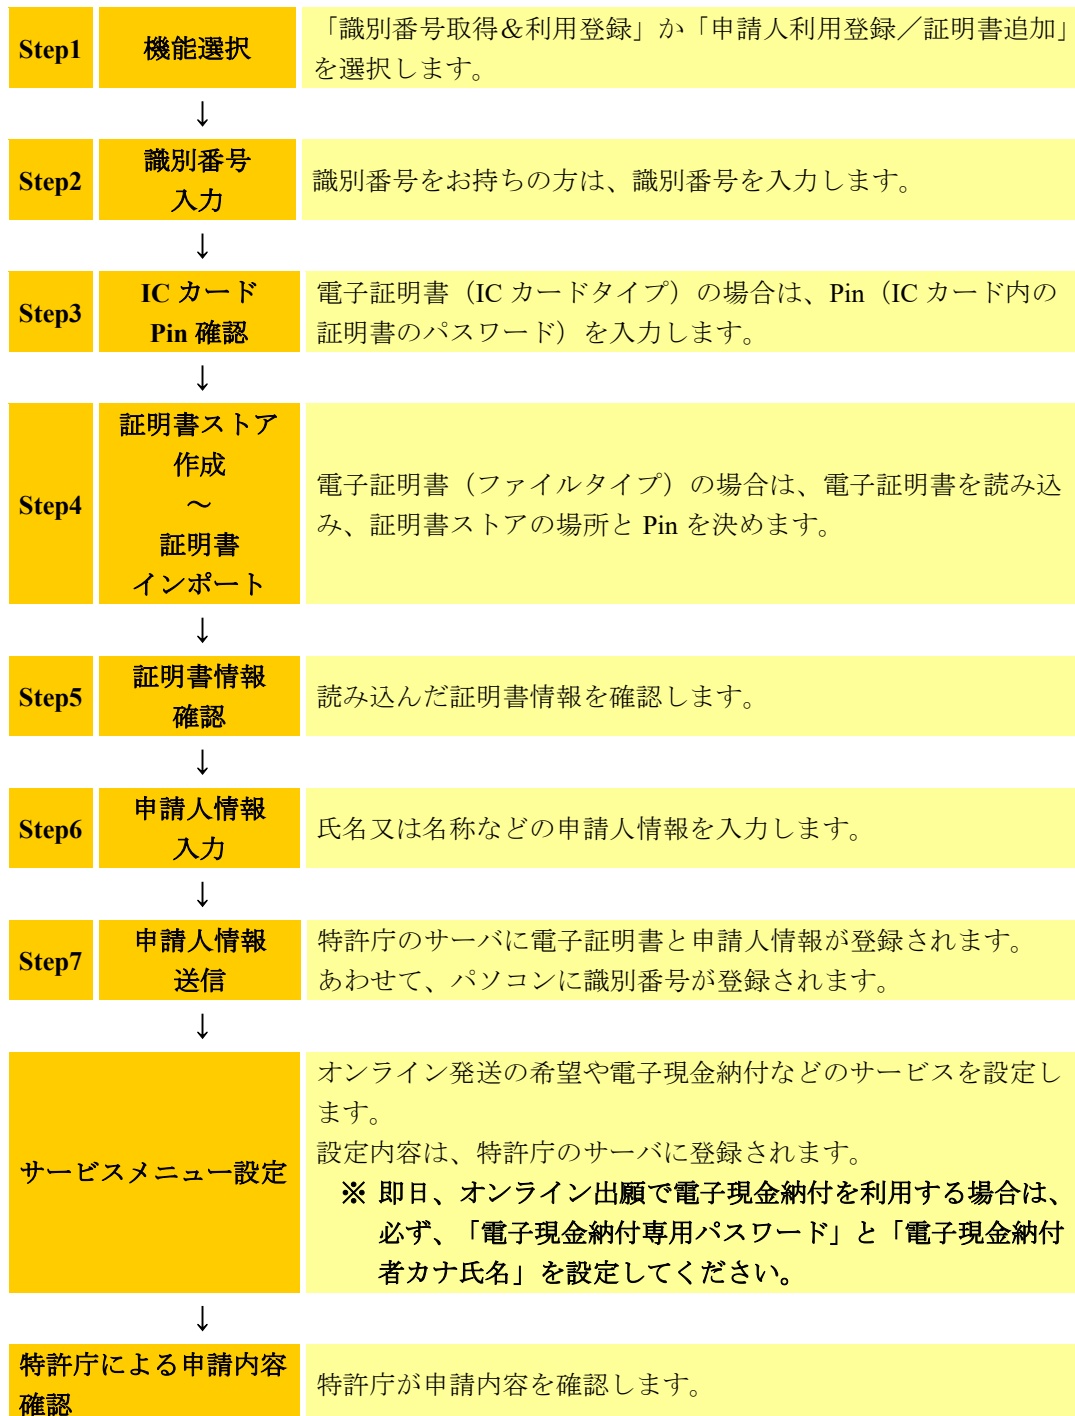 Step1
機能選択
「識別番号取得＆利用登録」か「申請人利用登録／証明書追加」
を選択します。
↓
Step2
識別番号
入力
識別番号をお持ちの方は、識別番号を入力します。
↓
Step3
IC カード
Pin 確認
電子証明書（IC カードタイプ）の場合は、Pin（IC カード内の
証明書のパスワード）を入力します。
↓
Step4
証明書ストア
作成
～
証明書
インポート
電子証明書（ファイルタイプ）の場合は、電子証明書を読み込
み、証明書ストアの場所と Pin を決めます。
↓
Step5
証明書情報
確認
読み込んだ証明書情報を確認します。
↓
Step6
申請人情報
入力
氏名又は名称などの申請人情報を入力します。
↓
Step7
申請人情報
送信
特許庁のサーバに電子証明書と申請人情報が登録されます。
あわせて、パソコンに識別番号が登録されます。
↓
サービスメニュー設定
オンライン発送の希望や電子現金納付などのサービスを設定し
ます。
設定内容は、特許庁のサーバに登録されます。
※ 即日、オンライン出願で電子現金納付を利用する場合は、
必ず、「電子現金納付専用パスワード」と「電子現金納付
者カナ氏名」を設定してください。
↓
特許庁による申請内容
確認
特許庁が申請内容を確認します。